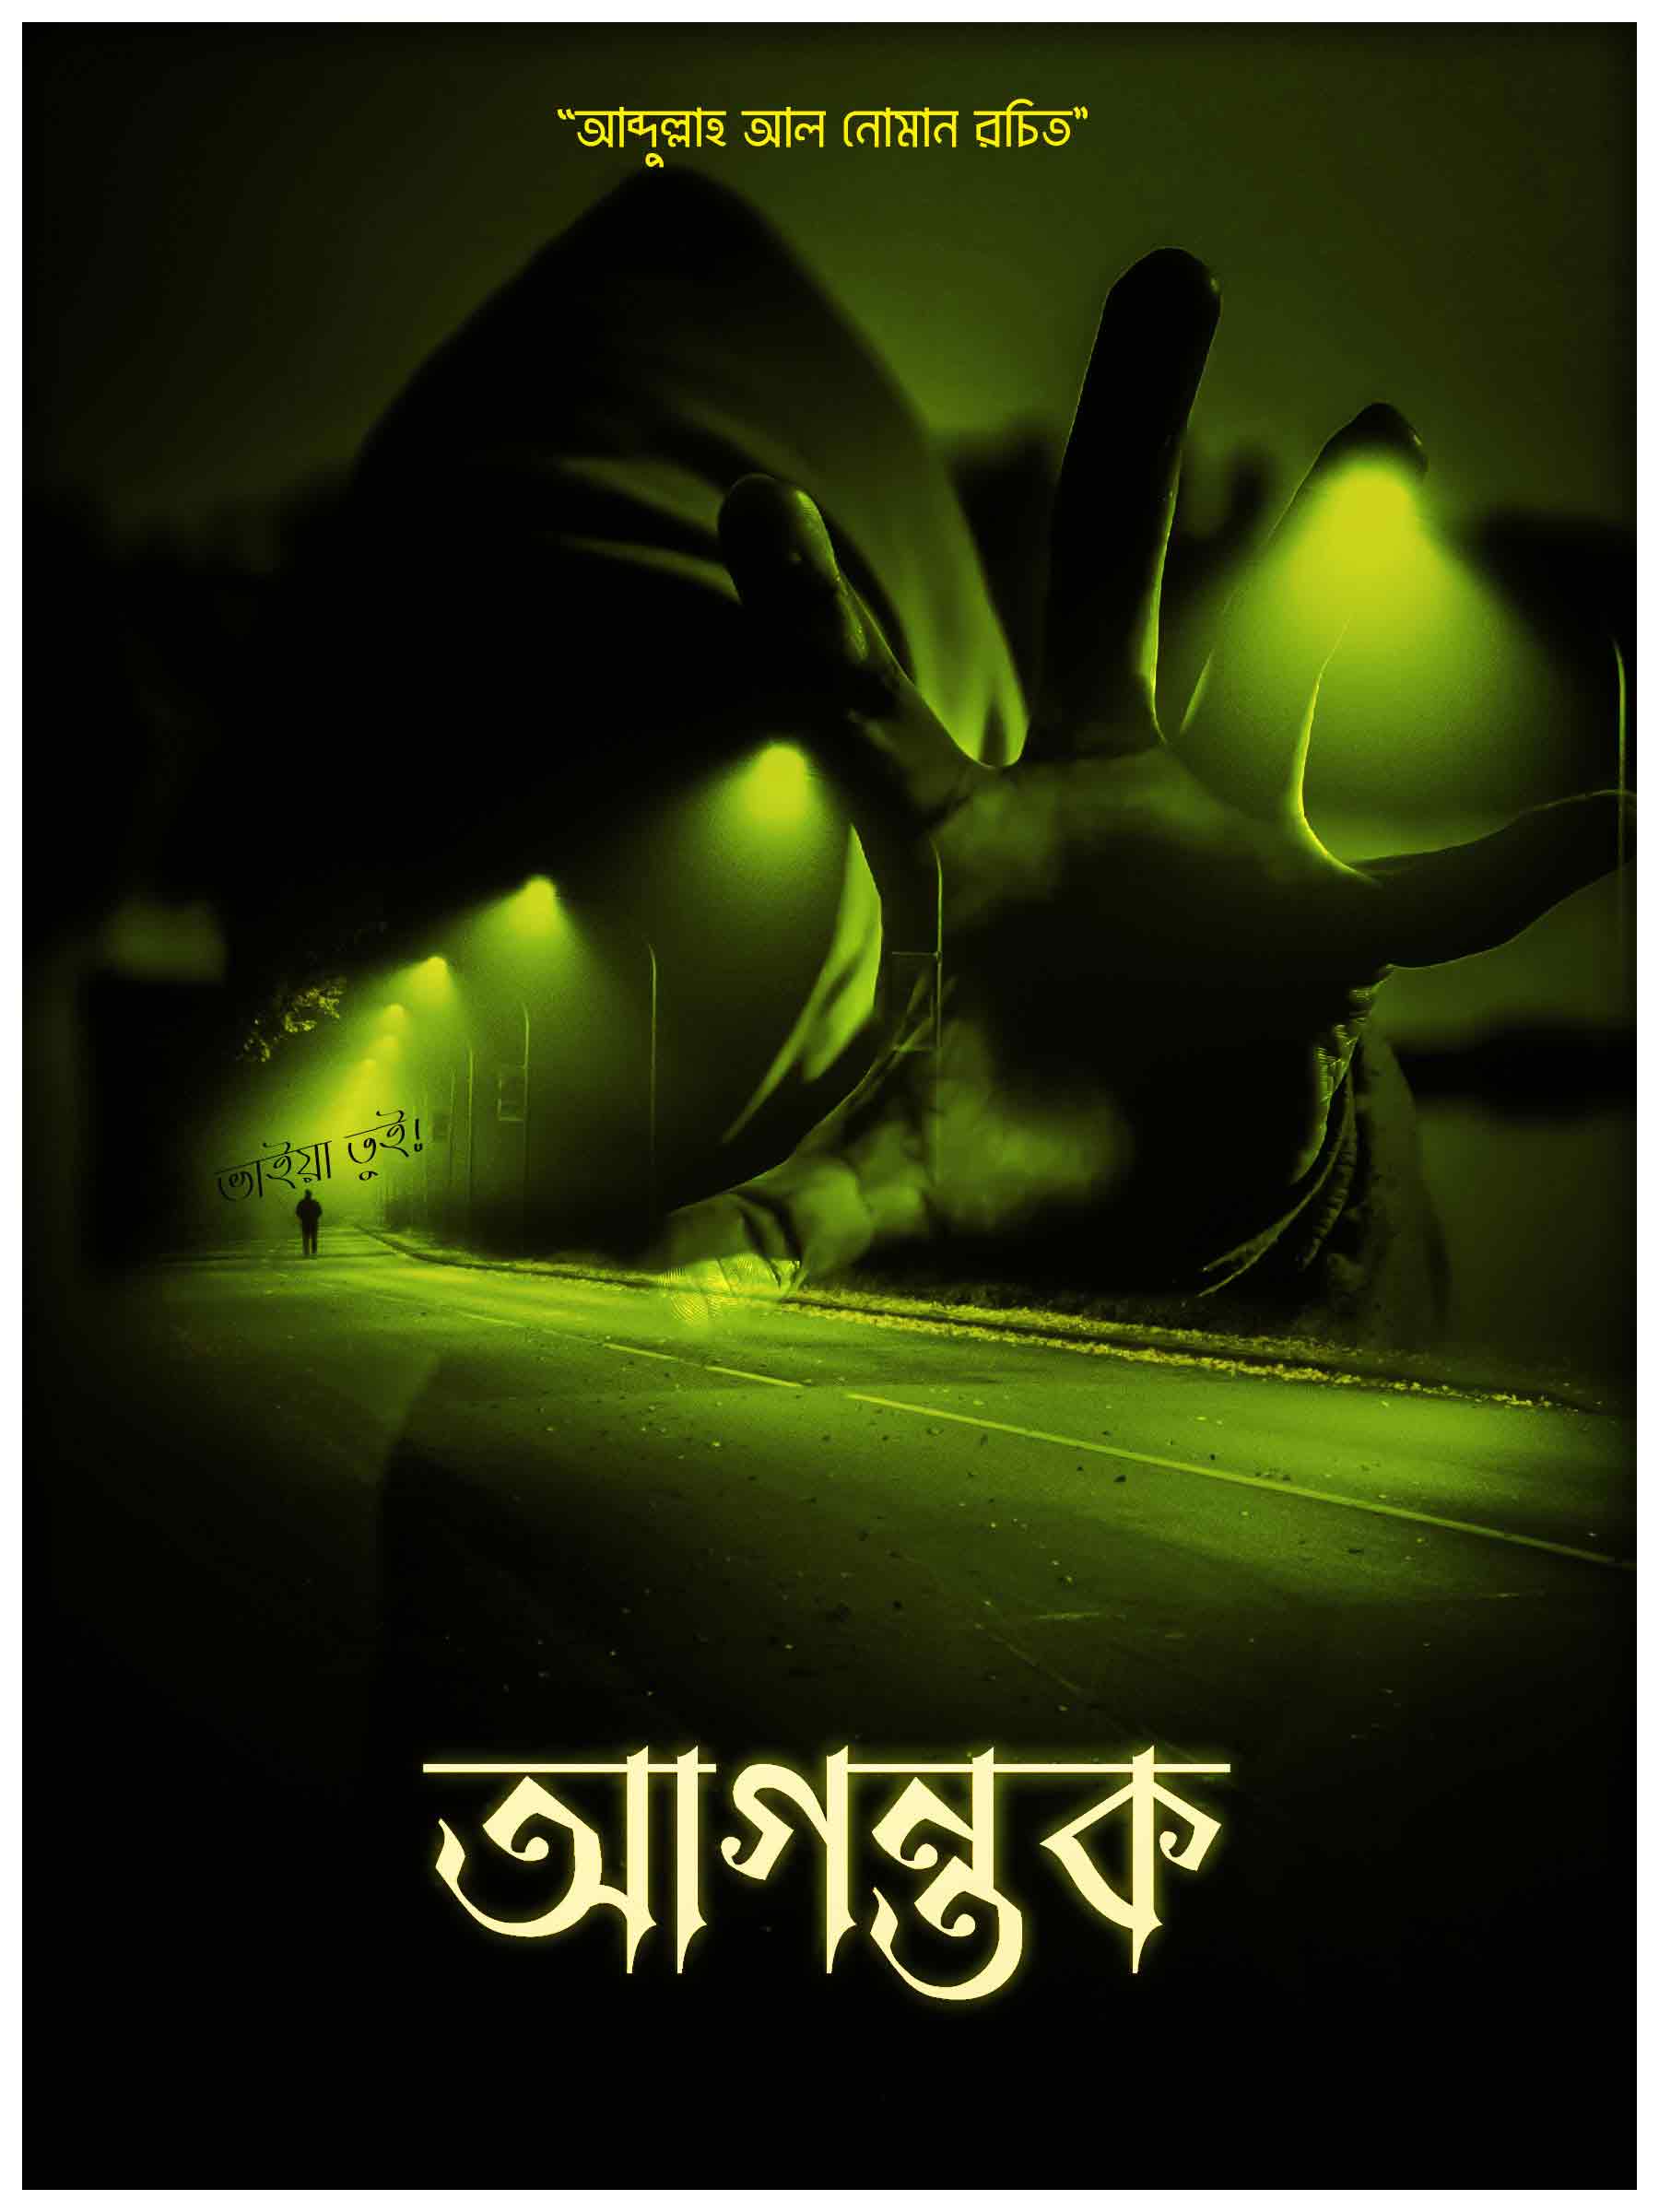 “আব্দুল্লাহ আল নোমান রচিত”
ভাইয়া তুই!
আগন্তুক